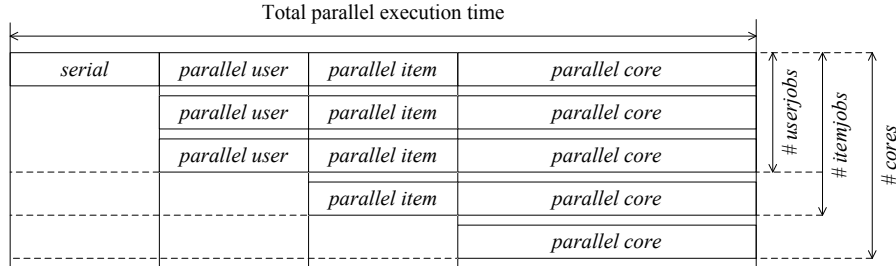 Total parallel execution time
serial parallel user parallel item parallel core
parallel user parallel item parallel core
parallel user parallel item parallel core
parallel item parallel core
parallel core
# userjobs
# itemjobs
# cores